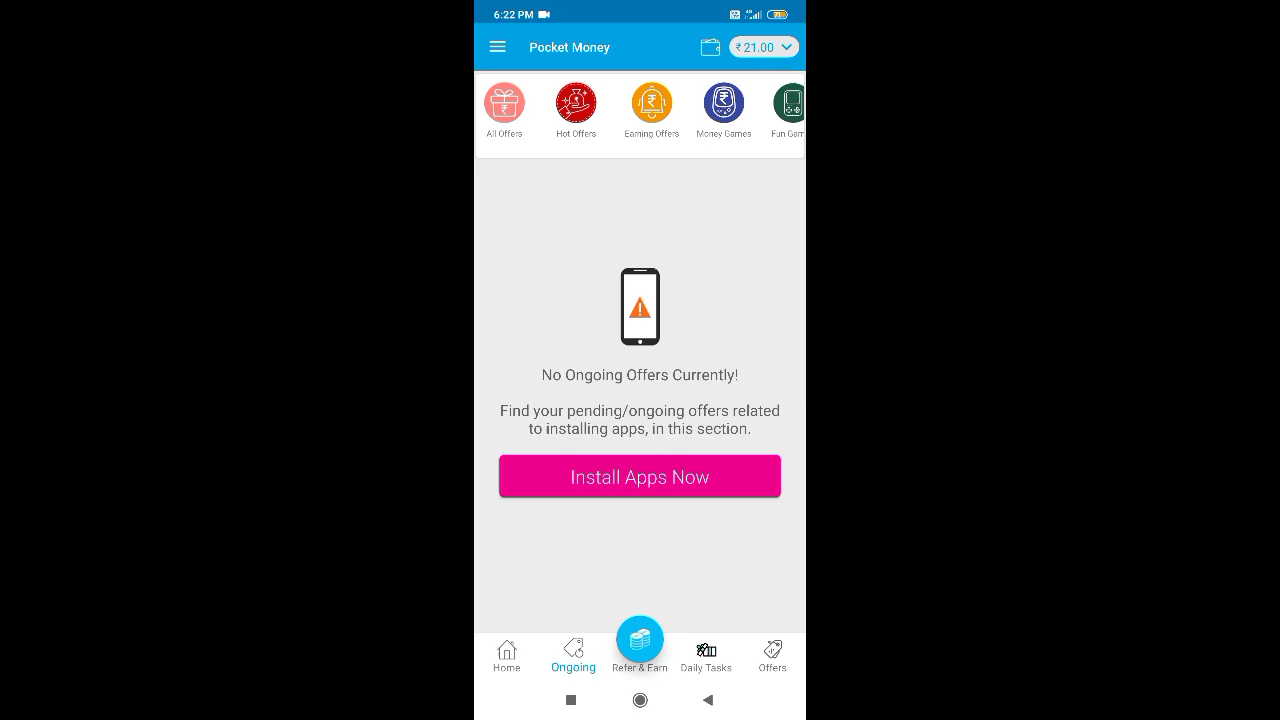 6:22 PM
4G
71
Pocket Money
₹ 21.00
All Offers
Hot Offers
Earning Offers
Money Games
Fun Gam
No Ongoing Offers Currently!
Find your pending/ongoing offers related
to installing apps, in this section.
Install Apps Now
Home
Ongoing
Refer & Earn
Daily Tasks
Offers